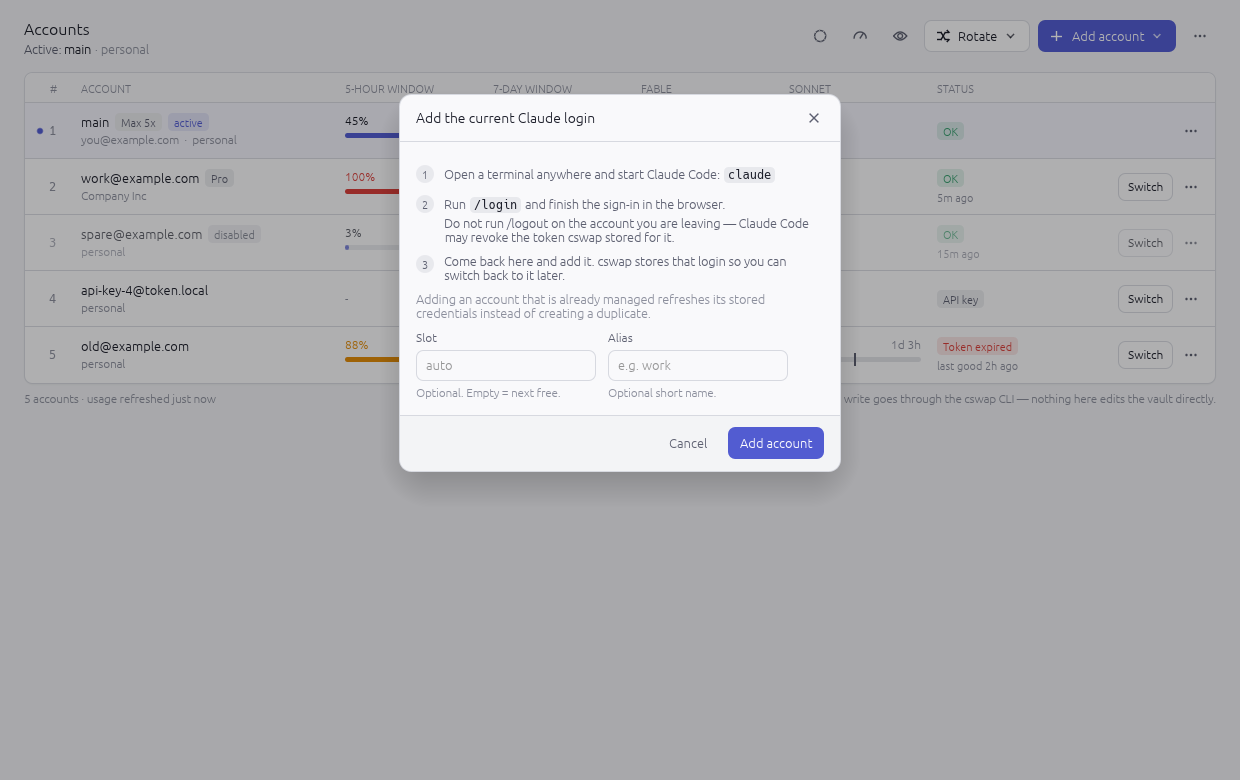 Accounts
Active: main · personal
Rotate
Add account
# ACCOUNT 5-HOUR WINDOW 7-DAY WINDOW FABLE SONNET STATUS
1 main Max 5x active 45% OK
you@example.com · personal
2 work@example.com Pro 100% OK Switch
Company Inc 5m ago
3 spare@example.com disabled 3% OK Switch
personal 15m ago
4 api-key-4@token.local - API key Switch
personal
5 old@example.com 88% 1d 3h Token expired Switch
personal last good 2h ago
5 accounts · usage refreshed just now
write goes through the cswap CLI — nothing here edits the vault directly.
Add the current Claude login
1 Open a terminal anywhere and start Claude Code: claude
2 Run /login and finish the sign-in in the browser.
Do not run /logout on the account you are leaving — Claude Code
may revoke the token cswap stored for it.
3 Come back here and add it. cswap stores that login so you can
switch back to it later.
Adding an account that is already managed refreshes its stored
credentials instead of creating a duplicate.
Slot Alias
auto e.g. work
Optional. Empty = next free. Optional short name.
Cancel Add account